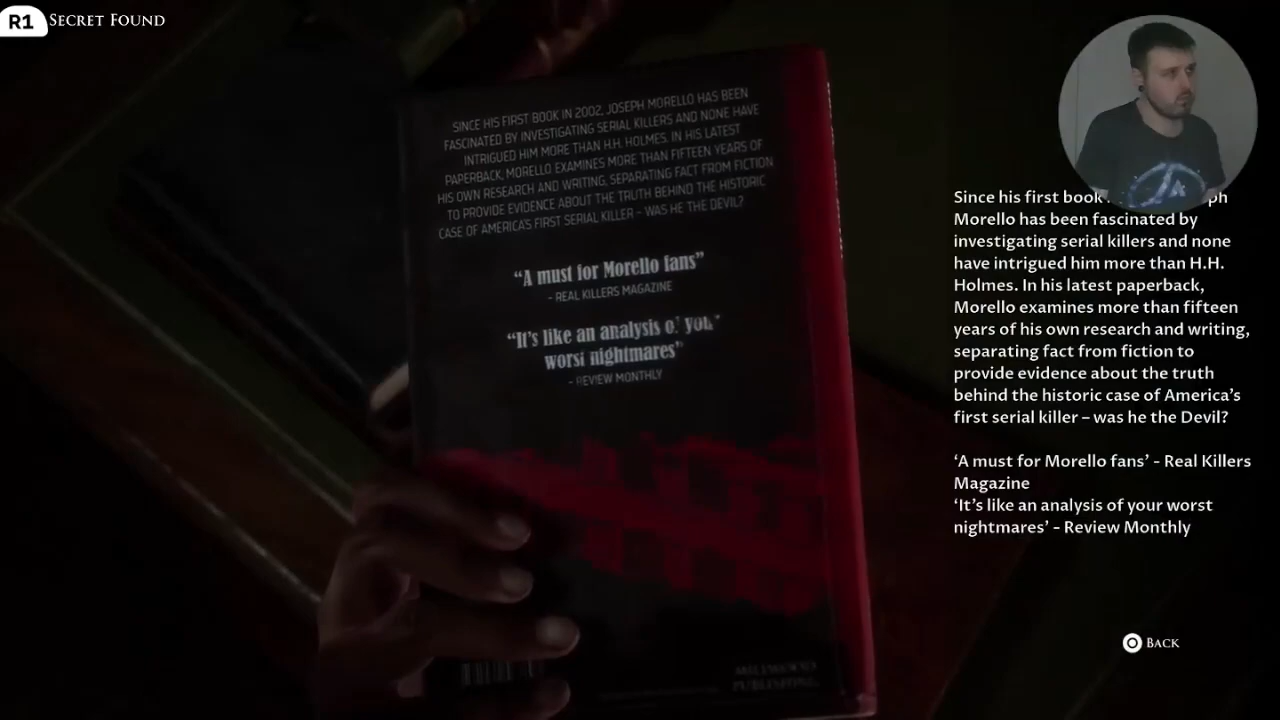 R1 SECRET FOUND
SINCE HIS FIRST BOOK IN 2002, JOSEPH MORELLO HAS BEEN
FASCINATED BY INVESTIGATING SERIAL KILLERS AND NONE HAVE
INTRIGUED HIM MORE THAN H.H. HOLMES. IN HIS LATEST
PAPERBACK, MORELLO EXAMINES MORE THAN FIFTEEN YEARS OF
HIS OWN RESEARCH AND WRITING, SEPARATING FACT FROM FICTION
TO PROVIDE EVIDENCE ABOUT THE TRUTH BEHIND THE HISTORIC
CASE OF AMERICA'S FIRST SERIAL KILLER – WAS HE THE DEVIL?
“A must for Morello fans”
- REAL KILLERS MAGAZINE
“It's like an analysis of your
worst nightmares”
- REVIEW MONTHLY
PUBLISHING
Since his first book
Morello has been fascinated by
investigating serial killers and none
have intrigued him more than H.H.
Holmes. In his latest paperback,
Morello examines more than fifteen
years of his own research and writing,
separating fact from fiction to
provide evidence about the truth
behind the historic case of America's
first serial killer – was he the Devil?
‘A must for Morello fans’ - Real Killers
Magazine
‘It's like an analysis of your worst
nightmares’ - Review Monthly
BACK